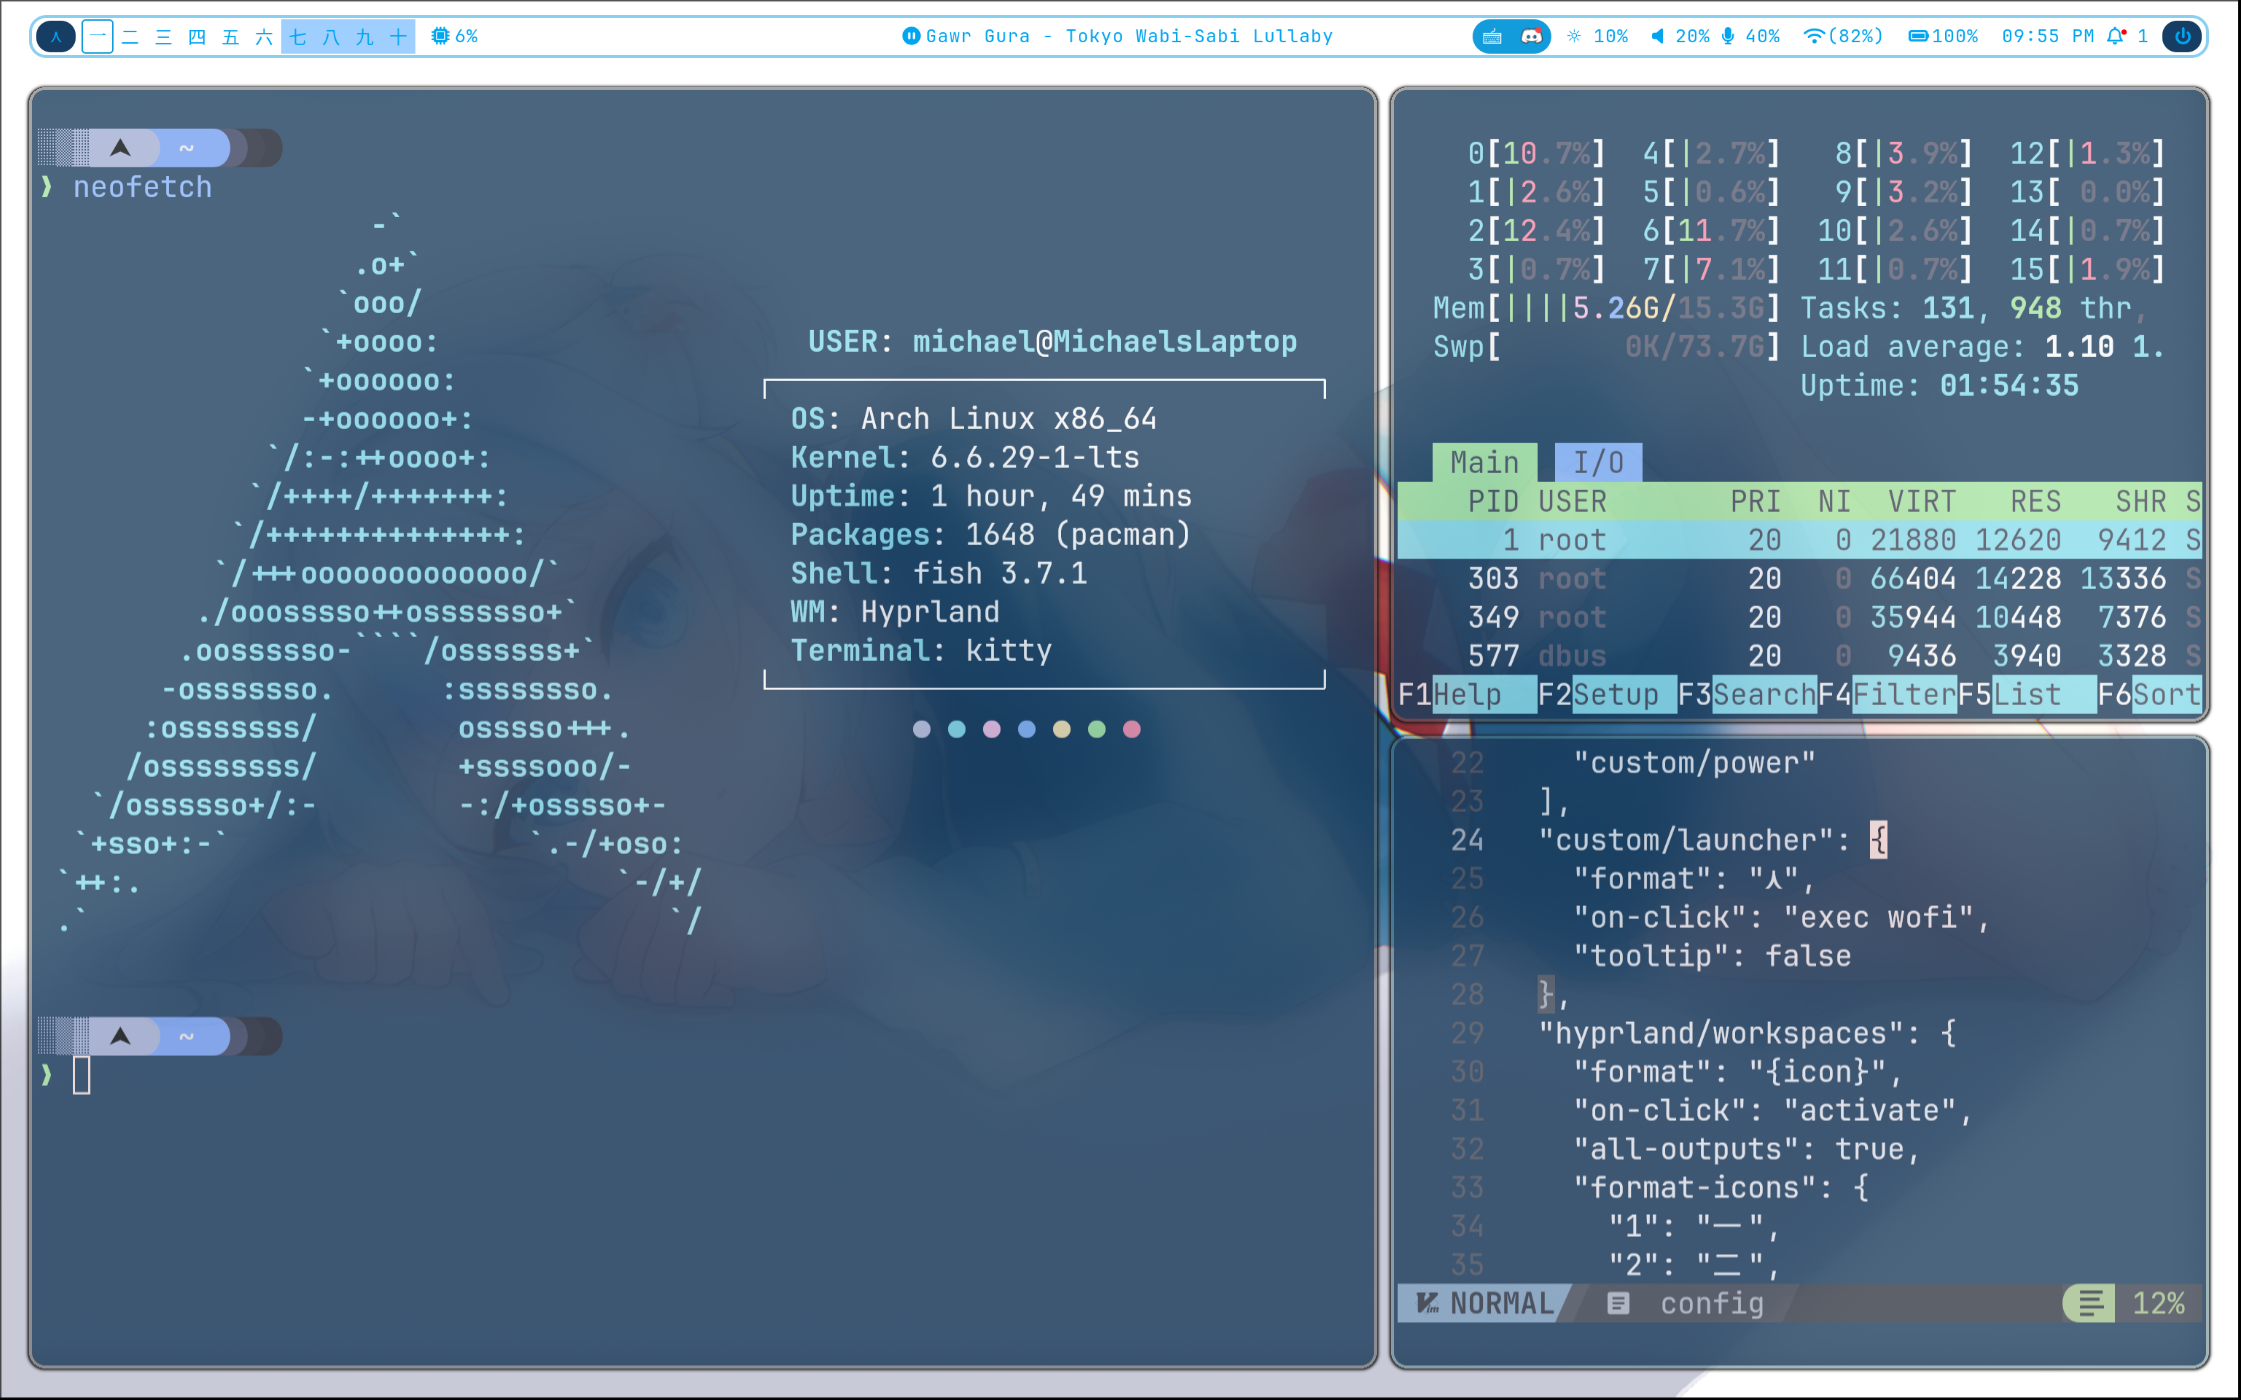 一 二 三 四 五 六 七 八 九 十 6%
Gawr Gura - Tokyo Wabi-Sabi Lullaby
10% 20% 40% (82%) 100% 09:55 PM 1
~
❯ neofetch
-`
.o+`
`ooo/
`+oooo:
`+oooooo:
-+oooooo+:
`/:-:++oooo+:
`/++++/+++++++:
`/++++++++++++++:
`/+++ooooooooooooo/`
./ooosssso++osssssso+`
.oossssso-````/ossssss+`
-osssssso.      :ssssssso.
:osssssss/        osssso+++.
/ossssssss/        +ssssooo/-
`/ossssso+/:-        -:/+osssso+-
`+sso+:-`                 `.-/+oso:
`++:.                           `-/+/
.`                                 `/
USER: michael@MichaelsLaptop
OS: Arch Linux x86_64
Kernel: 6.6.29-1-lts
Uptime: 1 hour, 49 mins
Packages: 1648 (pacman)
Shell: fish 3.7.1
WM: Hyprland
Terminal: kitty
~
❯
0[10.7%] 4[|2.7%] 8[|3.9%] 12[|1.3%]
1[|2.6%] 5[|0.6%] 9[|3.2%] 13[ 0.0%]
2[12.4%] 6[11.7%] 10[|2.6%] 14[|0.7%]
3[|0.7%] 7[|7.1%] 11[|0.7%] 15[|1.9%]
Mem[||||5.26G/15.3G] Tasks: 131, 948 thr,
Swp[ 0K/73.7G] Load average: 1.10 1.
Uptime: 01:54:35
Main I/O
PID USER PRI NI VIRT RES SHR S
1 root 20 0 21880 12620 9412 S
303 root 20 0 66404 14228 13336 S
349 root 20 0 35944 10448 7376 S
577 dbus 20 0 9436 3940 3328 S
F1Help F2Setup F3SearchF4FilterF5List F6Sort
22 "custom/power"
23 ],
24 "custom/launcher": {
25 "format": "⅄",
26 "on-click": "exec wofi",
27 "tooltip": false
28 },
29 "hyprland/workspaces": {
30 "format": "{icon}",
31 "on-click": "activate",
32 "all-outputs": true,
33 "format-icons": {
34 "1": "一",
35 "2": "二",
NORMAL config 12%